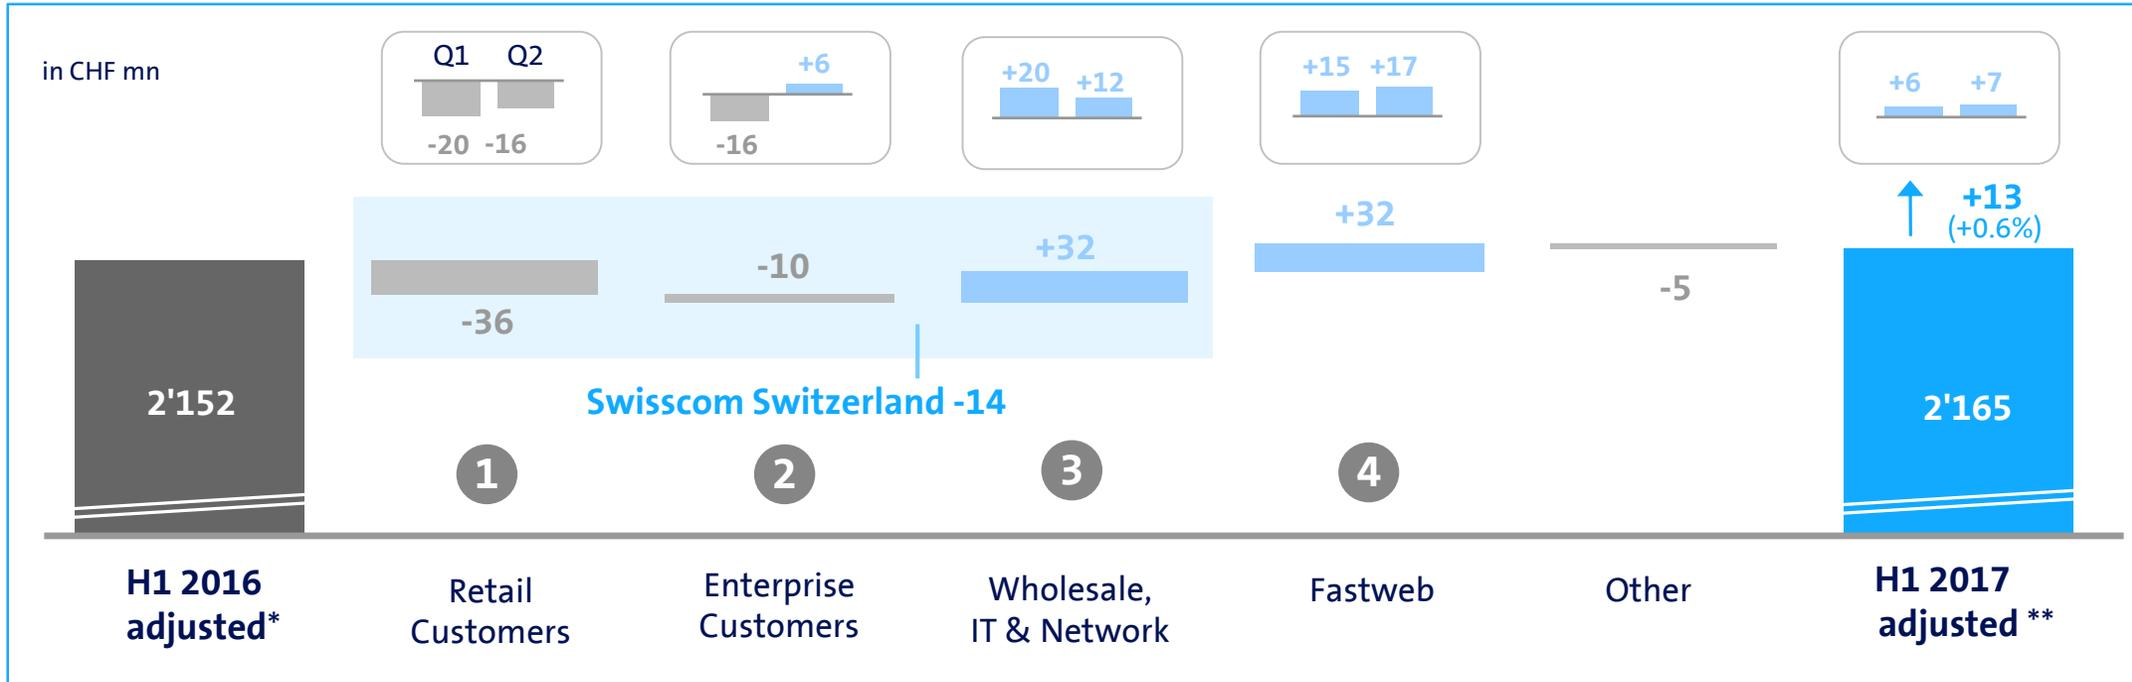 in CHF mn
Q1 Q2
-20 -16
+6
-16
+20 +12
+15 +17
+6 +7
+13
(+0.6%)
-36
-10
+32
+32
-5
2'152
2'165
Swisscom Switzerland -14
1
2
3
4
H1 2016
adjusted*
Retail
Customers
Enterprise
Customers
Wholesale,
IT & Network
Fastweb
Other
H1 2017
adjusted **